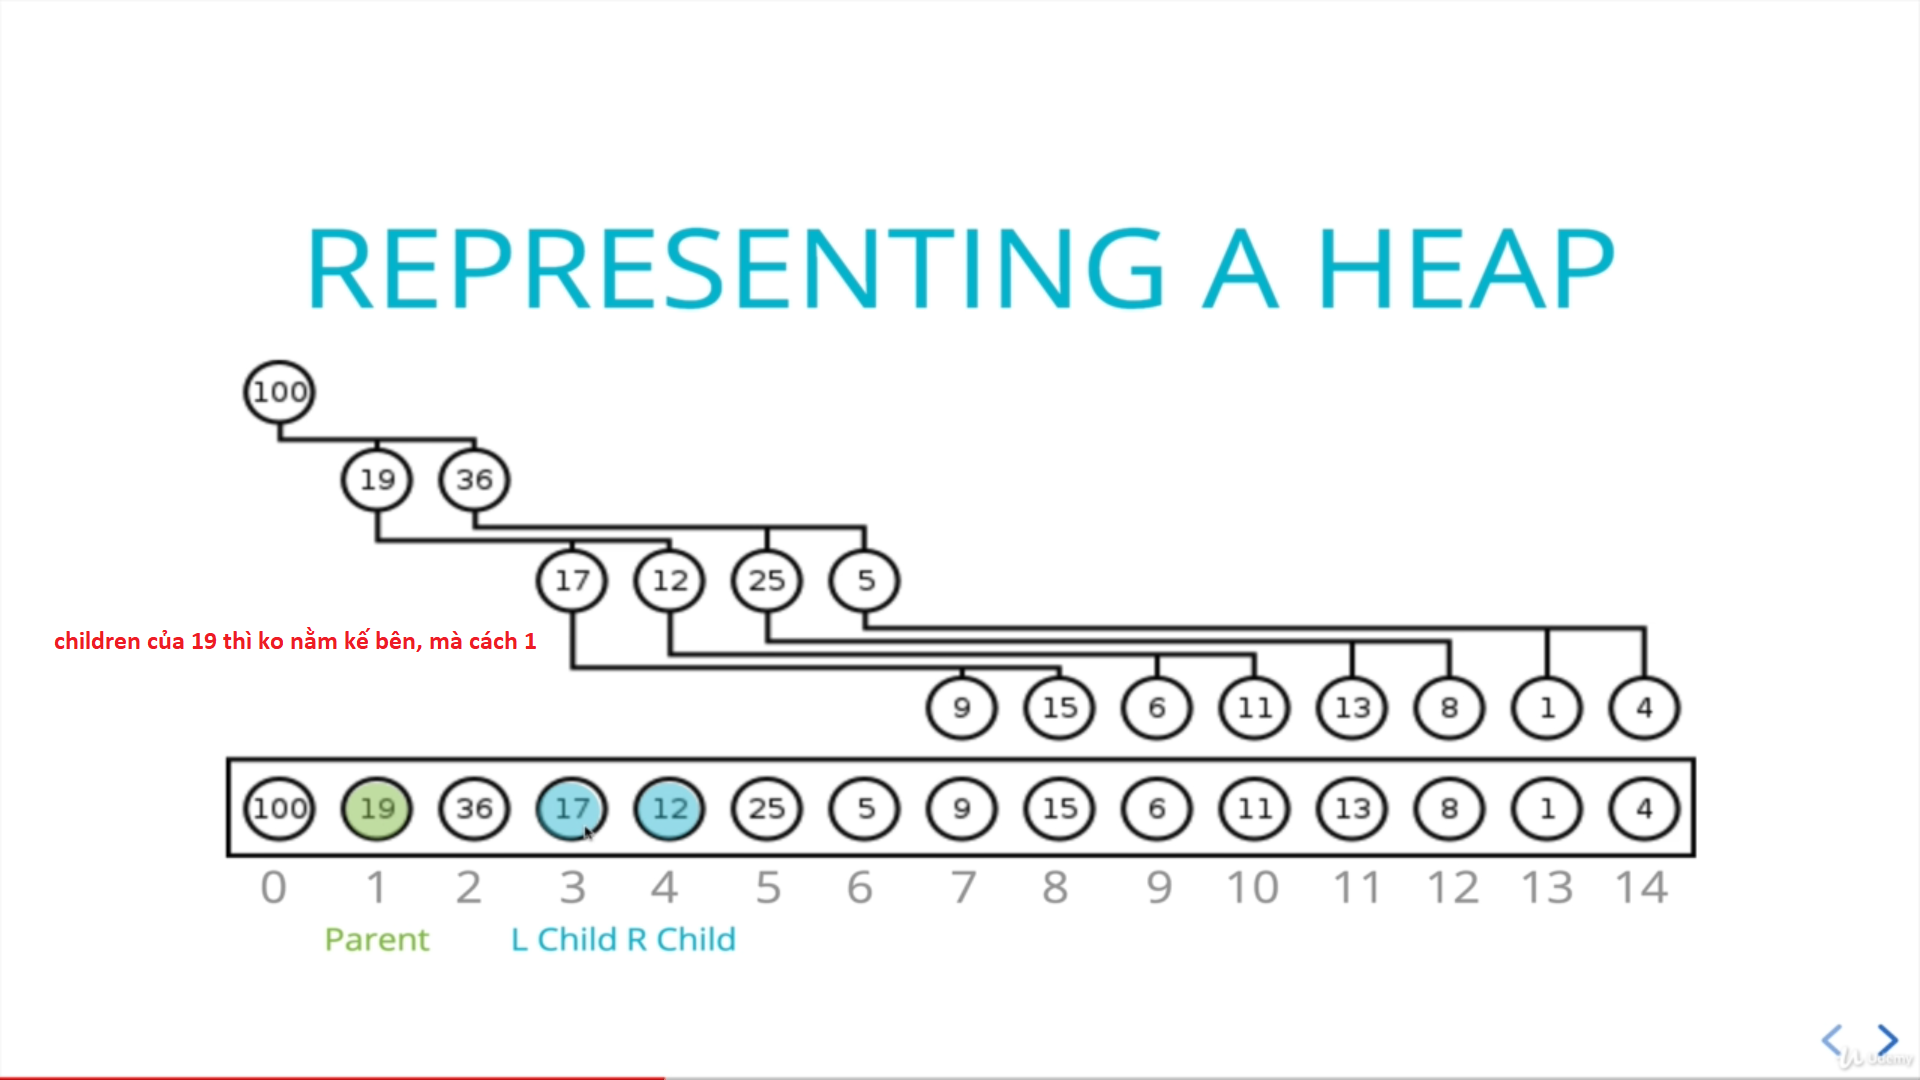 REPRESENTING A HEAP
100
19 36
17 12 25 5
children của 19 thì ko nằm kế bên, mà cách 1
9 15 6 11 13 8 1 4
100 19 36 17 12 25 5 9 15 6 11 13 8 1 4
0 1 2 3 4 5 6 7 8 9 10 11 12 13 14
Parent L Child R Child
Udemy